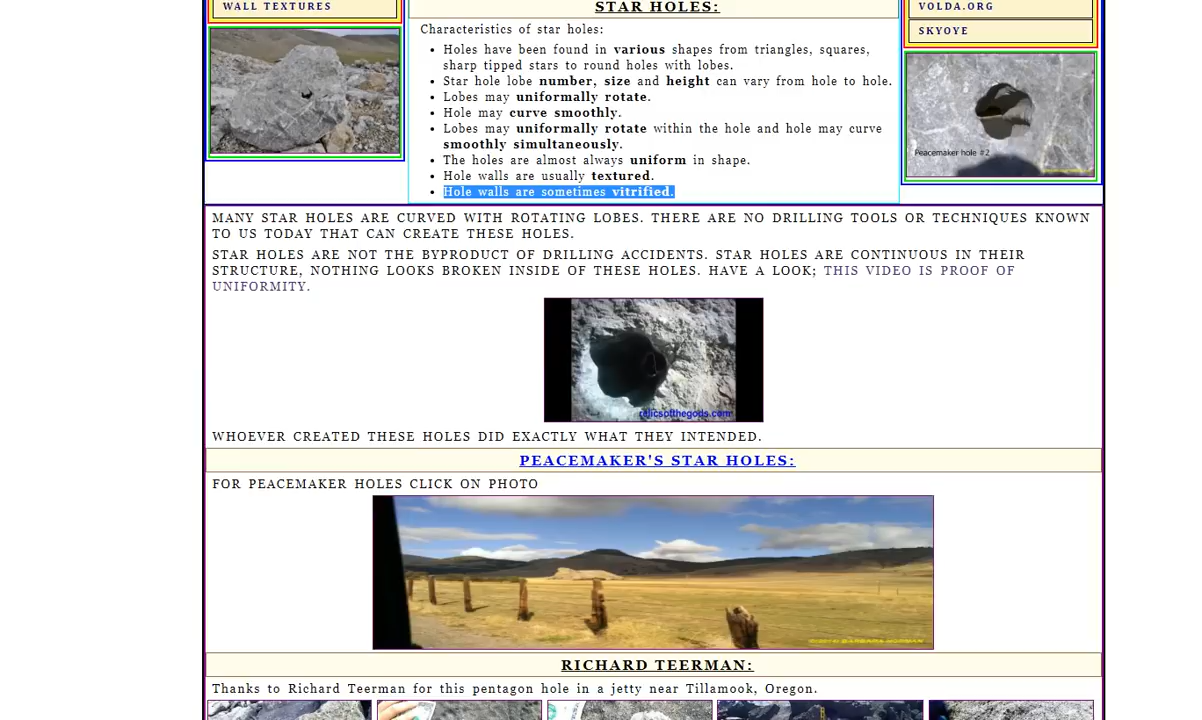 WALL TEXTURES
STAR HOLES:
Characteristics of star holes:
• Holes have been found in various shapes from triangles, squares,
sharp tipped stars to round holes with lobes.
• Star hole lobe number, size and height can vary from hole to hole.
• Lobes may uniformally rotate.
• Hole may curve smoothly.
• Lobes may uniformally rotate within the hole and hole may curve
smoothly simultaneously.
• The holes are almost always uniform in shape.
• Hole walls are usually textured.
• Hole walls are sometimes vitrified.
VOLDA.ORG
SKYOYE
Peacemaker hole #2
MANY STAR HOLES ARE CURVED WITH ROTATING LOBES. THERE ARE NO DRILLING TOOLS OR TECHNIQUES KNOWN
TO US TODAY THAT CAN CREATE THESE HOLES.
STAR HOLES ARE NOT THE BYPRODUCT OF DRILLING ACCIDENTS. STAR HOLES ARE CONTINUOUS IN THEIR
STRUCTURE, NOTHING LOOKS BROKEN INSIDE OF THESE HOLES. HAVE A LOOK; THIS VIDEO IS PROOF OF
UNIFORMITY.
relicsofthegods.com
WHOEVER CREATED THESE HOLES DID EXACTLY WHAT THEY INTENDED.
PEACEMAKER'S STAR HOLES:
FOR PEACEMAKER HOLES CLICK ON PHOTO
RICHARD TEERMAN:
Thanks to Richard Teerman for this pentagon hole in a jetty near Tillamook, Oregon.